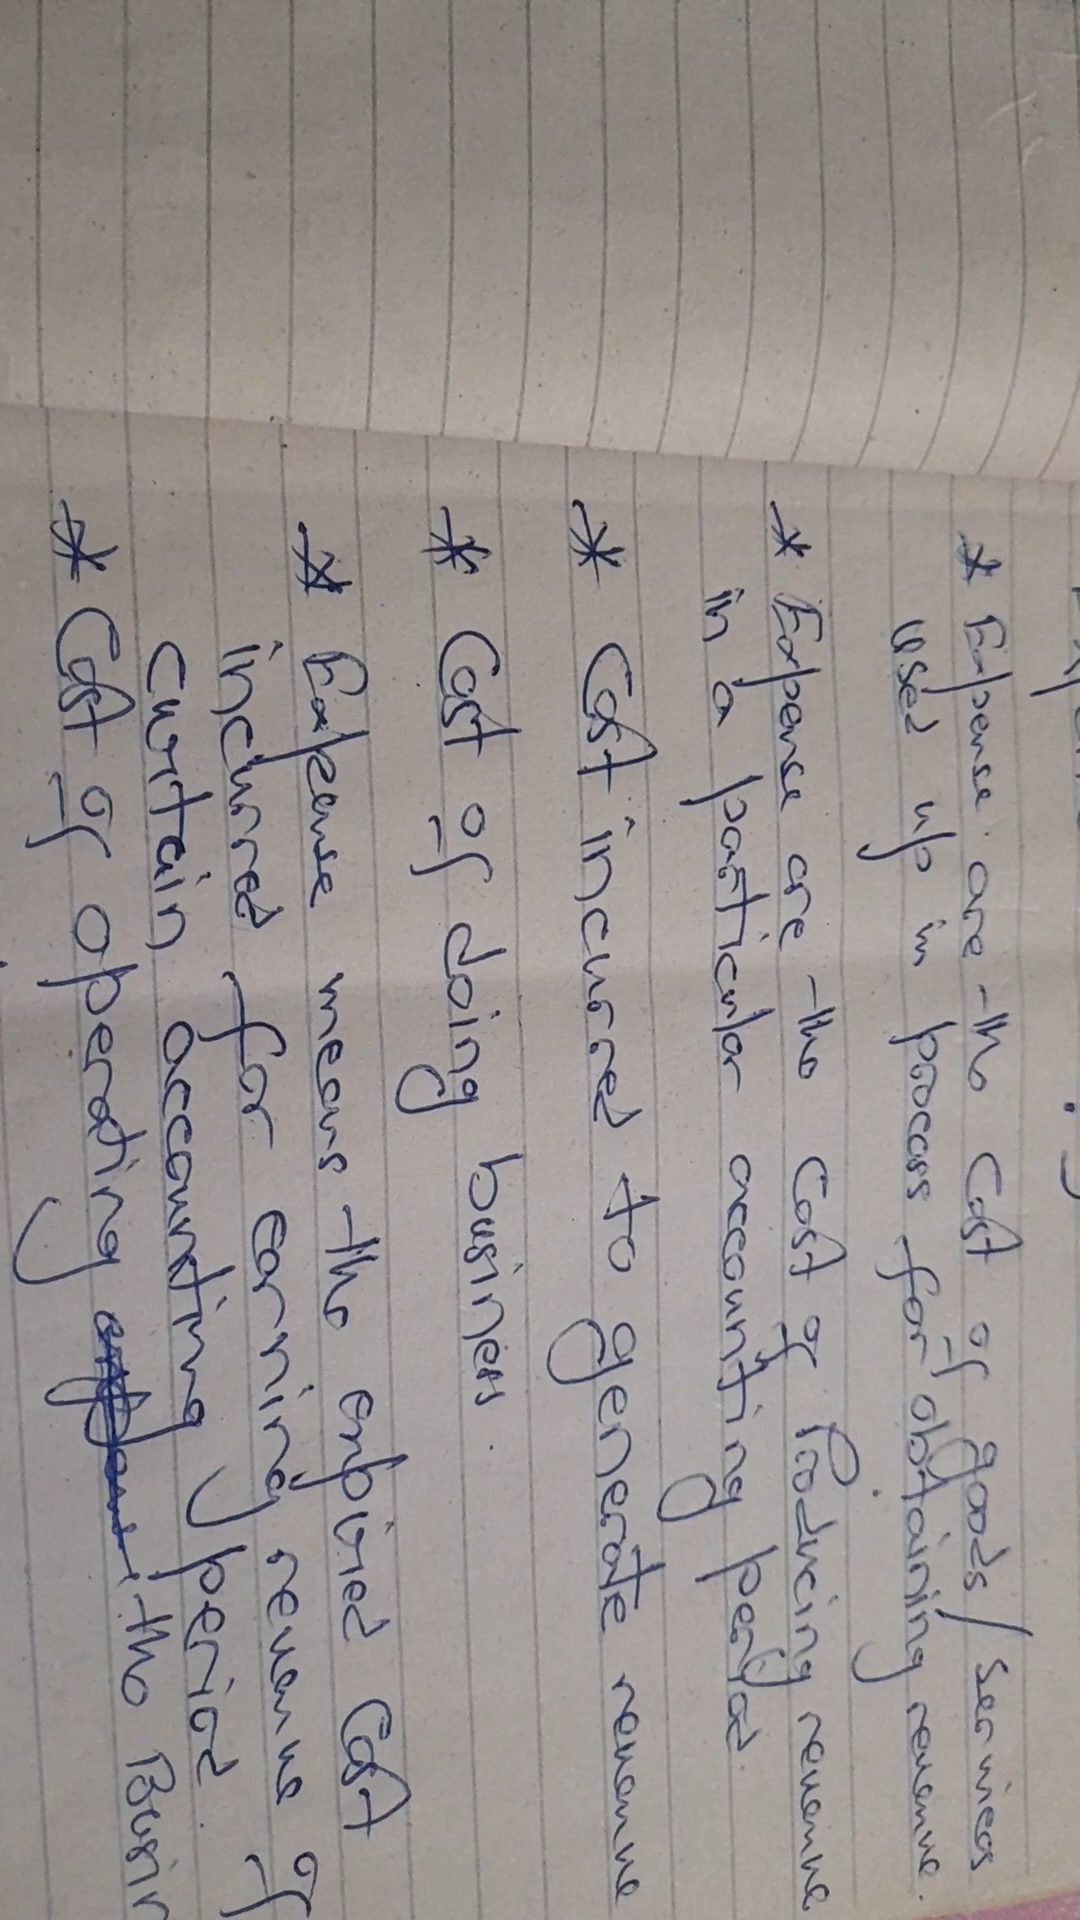 * Expense are the Cost of goods/services
used up in process for obtaining revenue.
* Expense are the Cost of Producing revenue
in a particular accounting period.
* Cost incurred to generate revenue
* Cost of doing business.
* Expense means the expired Cost
incurred for earning revenue of
curtain accounting period.
* Cost of operating the Busin